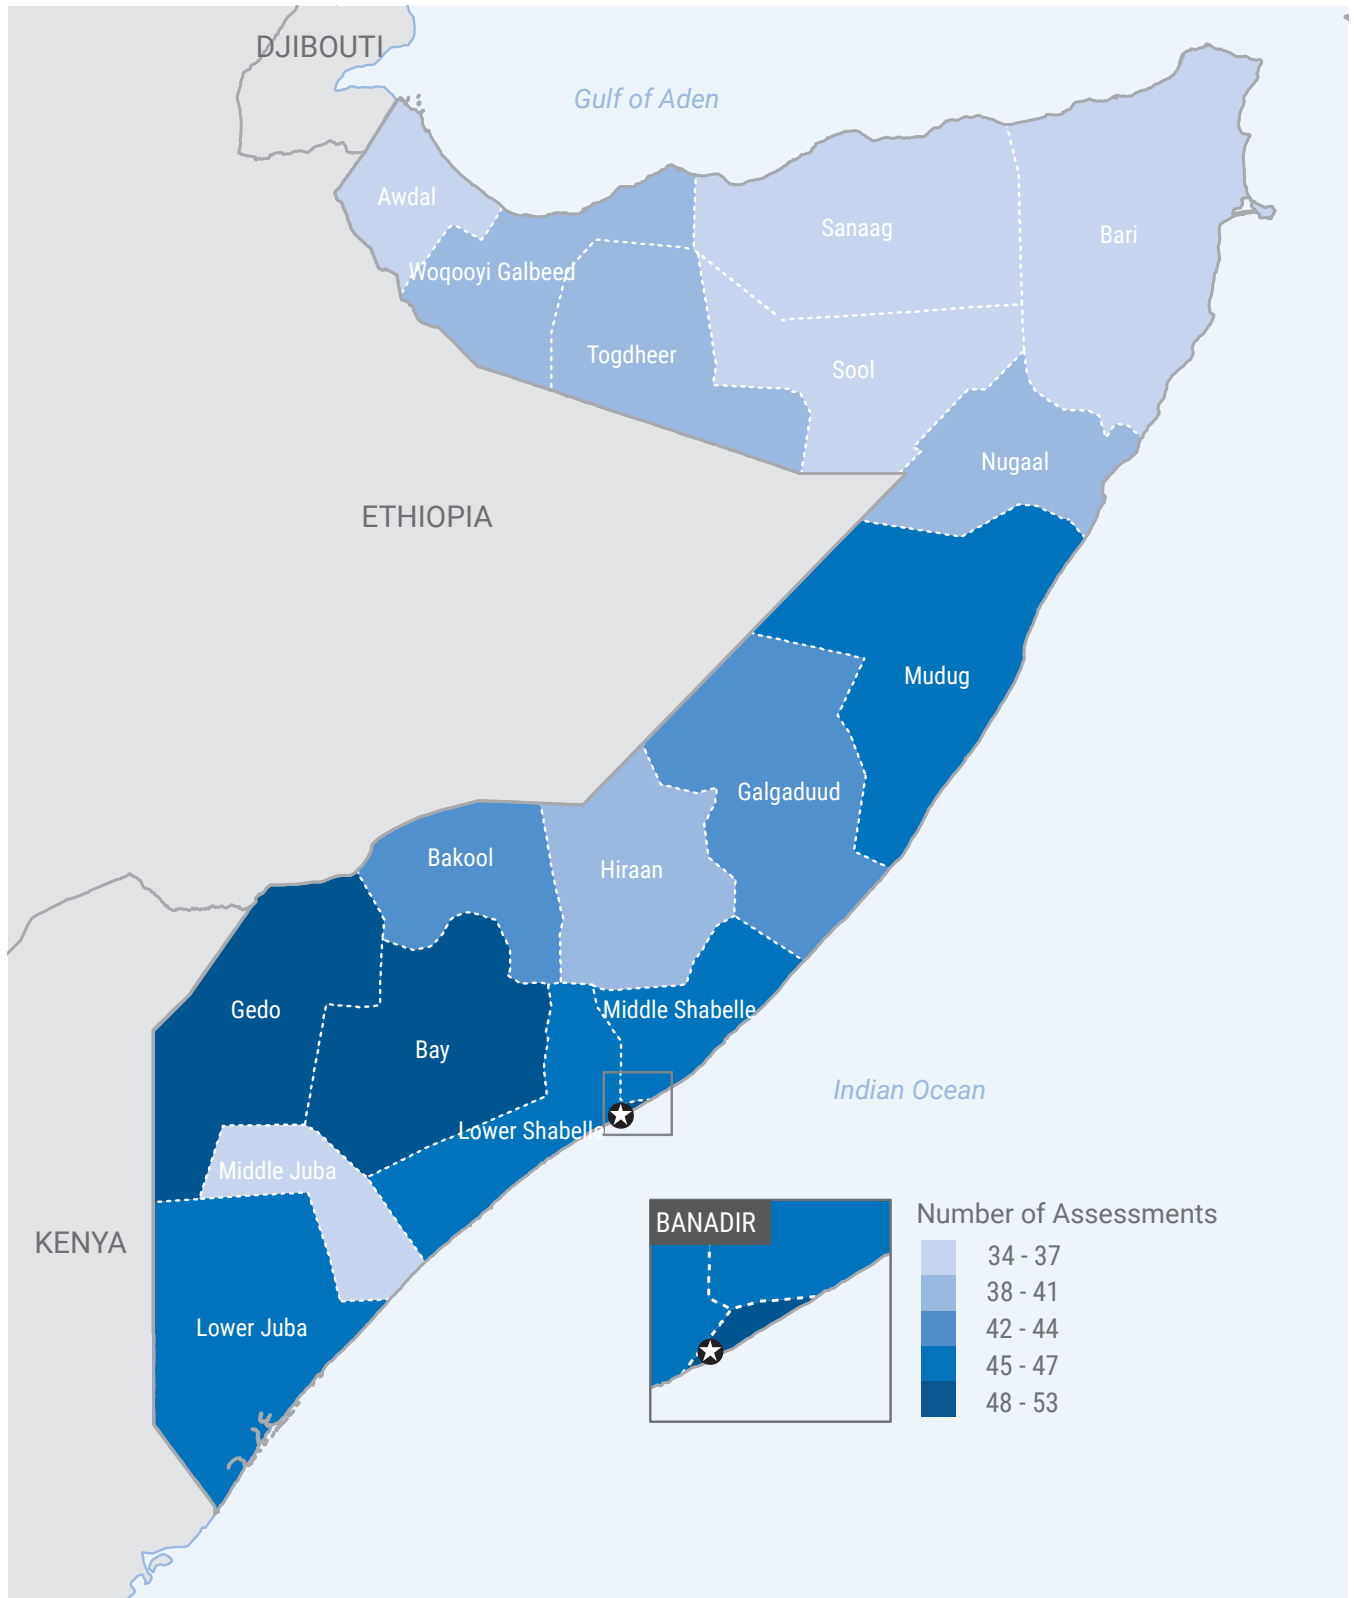 DJIBOUTI
Gulf of Aden
Awdal
Sanaag
Bari
Woqooyi Galbeed
Togdheer
Sool
Nugaal
ETHIOPIA
Mudug
Galgaduud
Bakool
Hiraan
Gedo
Middle Shabelle
Bay
Indian Ocean
Lower Shabelle
Middle Juba
KENYA
Lower Juba
BANADIR
Number of Assessments
34 - 37
38 - 41
42 - 44
45 - 47
48 - 53